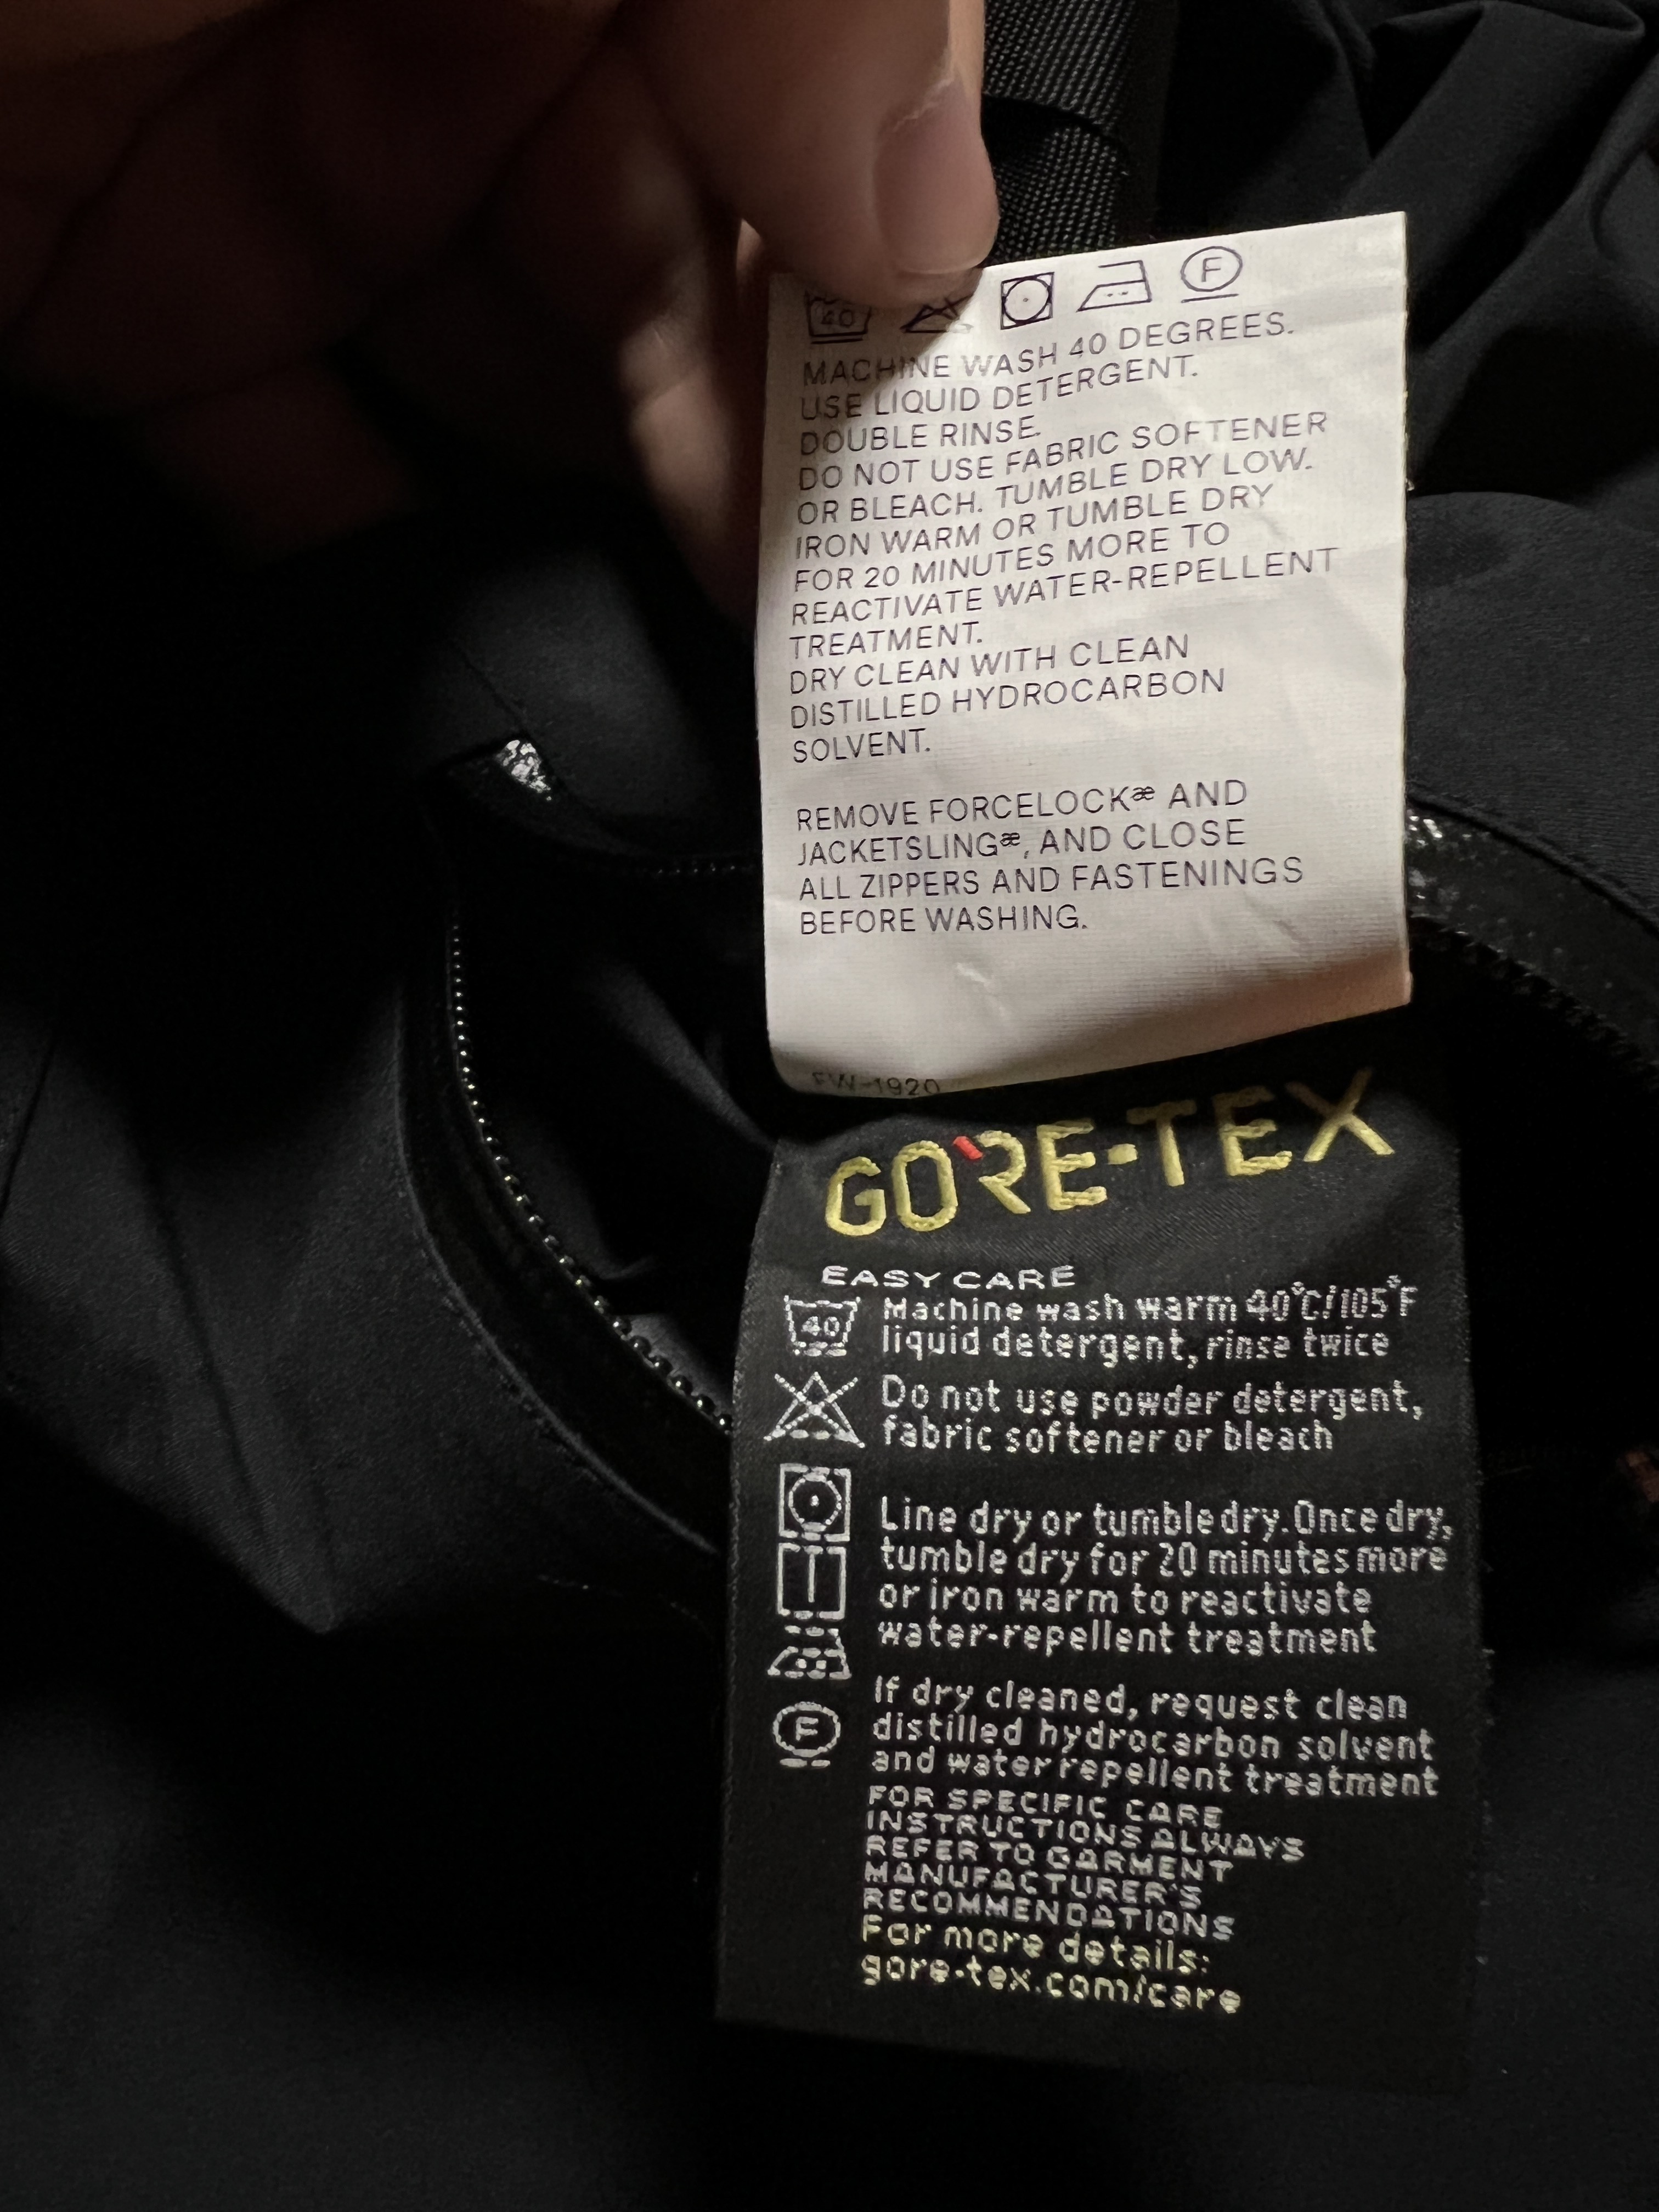 40
F
MACHINE WASH 40 DEGREES.
USE LIQUID DETERGENT.
DOUBLE RINSE.
DO NOT USE FABRIC SOFTENER
OR BLEACH. TUMBLE DRY LOW.
IRON WARM OR TUMBLE DRY
FOR 20 MINUTES MORE TO
REACTIVATE WATER-REPELLENT
TREATMENT.
DRY CLEAN WITH CLEAN
DISTILLED HYDROCARBON
SOLVENT.
REMOVE FORCELOCKæ AND
JACKETSLINGæ, AND CLOSE
ALL ZIPPERS AND FASTENINGS
BEFORE WASHING.
FW-1920
GORE-TEX
EASY CARE
40
Machine wash warm 40°C/105°F
liquid detergent, rinse twice
Do not use powder detergent,
fabric softener or bleach
Line dry or tumble dry. Once dry,
tumble dry for 20 minutes more
or iron warm to reactivate
water-repellent treatment
F
If dry cleaned, request clean
distilled hydrocarbon solvent
and water repellent treatment
FOR SPECIFIC CARE
INSTRUCTIONS ALWAYS
REFER TO GARMENT
MANUFACTURER'S
RECOMMENDATIONS
For more details:
gore-tex.com/care